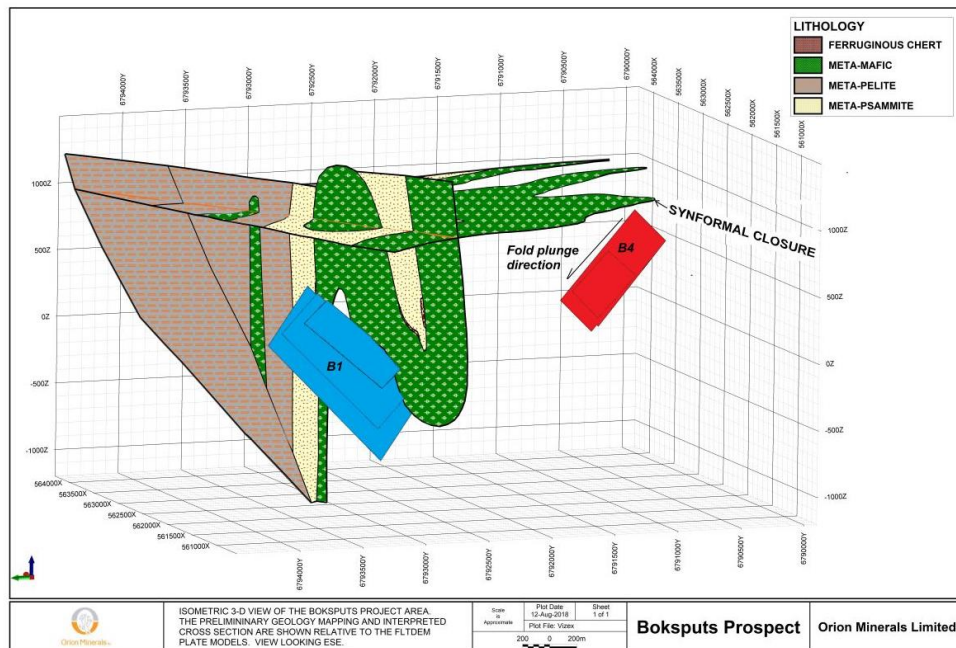 LITHOLOGY
FERRUGINOUS CHERT
META-MAFIC
META-PELITE
META-PSAMMITE
6794000Y
6793500Y
6793000Y
6792500Y
6792000Y
6791500Y
6791000Y
6790500Y
6790000Y
564000X
563500X
563000X
562500X
562000X
561500X
561000X
1000Z
500Z
0Z
-500Z
-1000Z
SYNFORMAL CLOSURE
Fold plunge
direction
B4
B1
1000Z
500Z
0Z
-500Z
-1000Z
564000X
563500X
563000X
562500X
562000X
561500X
561000X
6794000Y
6793500Y
6793000Y
6792500Y
6792000Y
6791500Y
6791000Y
6790500Y
6790000Y
Orion Minerals
ISOMETRIC 3-D VIEW OF THE BOKSPUTS PROJECT AREA.
THE PRELIMININARY GEOLOGY MAPPING AND INTERPRETED
CROSS SECTION ARE SHOWN RELATIVE TO THE FLTDEM
PLATE MODELS. VIEW LOOKING ESE.
Scale
is
Approximate
Plot Date
12-Aug-2018
Sheet
1 of 1
Plot File: Vizex
200 0 200m
Boksputs Prospect
Orion Minerals Limited